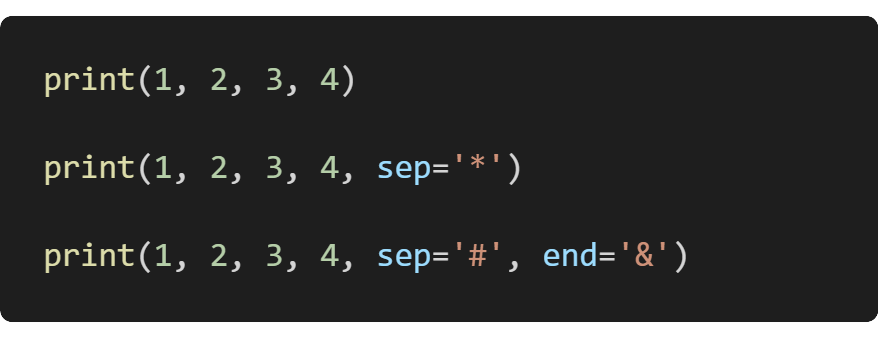 print(1, 2, 3, 4)
print(1, 2, 3, 4, sep='*')
print(1, 2, 3, 4, sep='#', end='&')